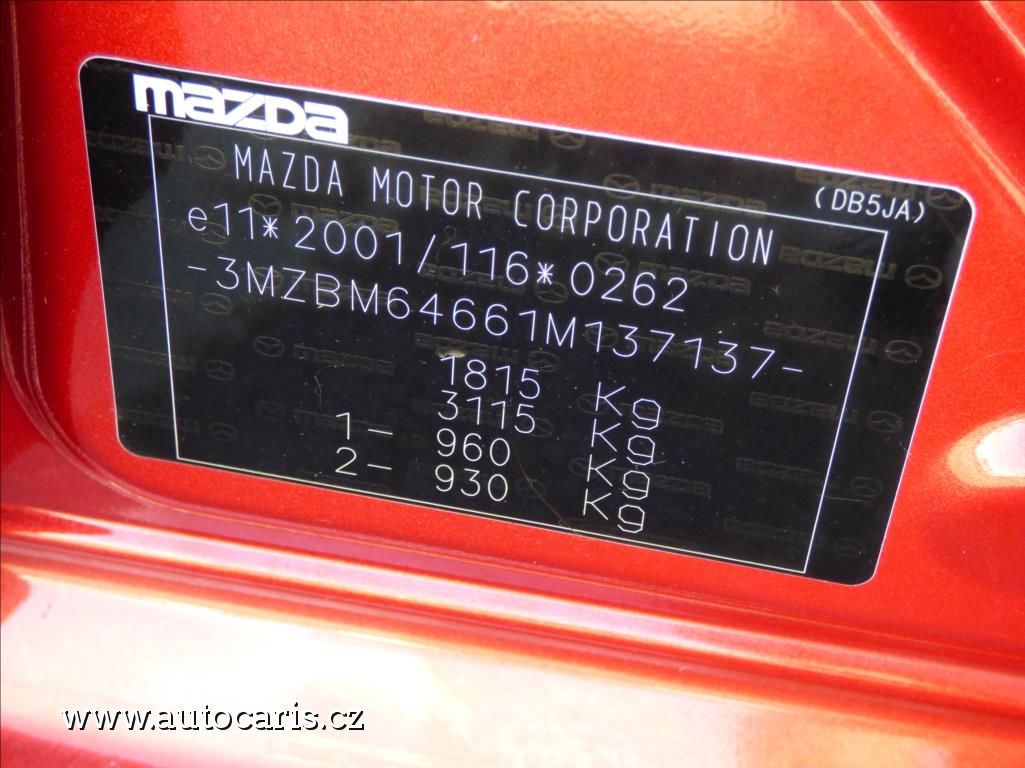 mazda
(DB5JA)
MAZDA MOTOR CORPORATION
e11*2001/116*0262
-3MZBM64661M137137-
1815 Kg
3115 Kg
1- 960 Kg
2- 930 Kg
www.autocaris.cz